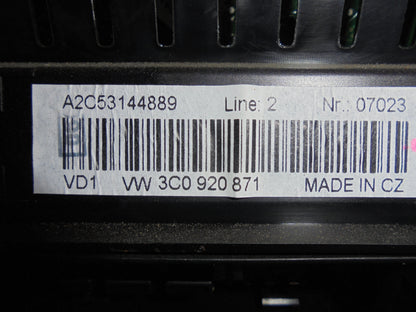 A2C53144889 Line: 2 Nr.: 07023
VD1 VW 3C0 920 871 MADE IN CZ